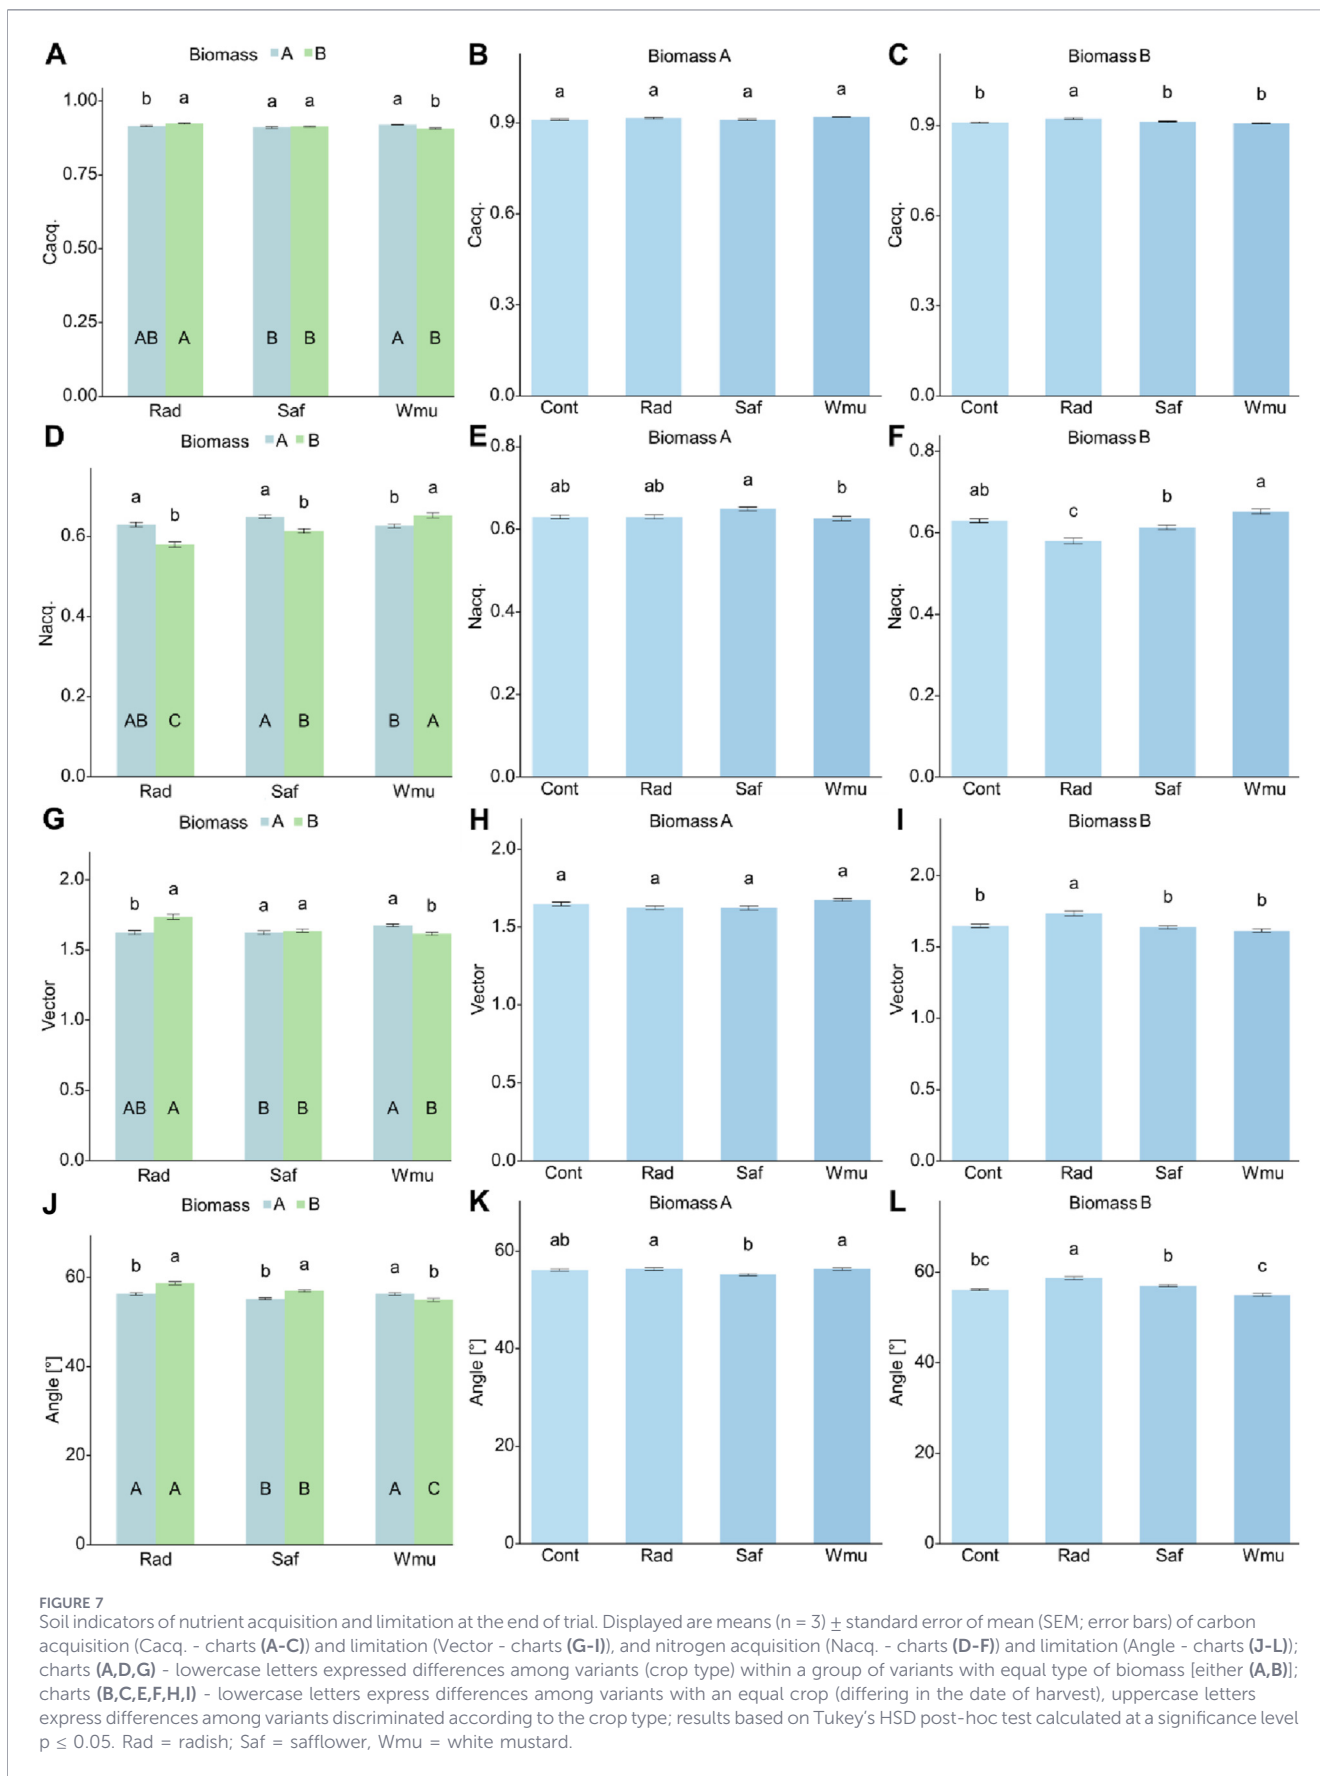 A
Biomass A B
b a a a a b
1.00
0.75
0.50
0.25
0.00
Cacq.
AB A B B A B
Rad Saf Wmu
B
Biomass A
a a a a
0.9
0.6
0.3
0.0
Cacq.
Cont Rad Saf Wmu
C
Biomass B
b a b b
0.9
0.6
0.3
0.0
Cacq.
Cont Rad Saf Wmu
D
Biomass A B
a b a b b a
0.6
0.4
0.2
0.0
Nacq.
AB C A B B A
Rad Saf Wmu
E
Biomass A
ab ab a b
0.8
0.6
0.4
0.2
0.0
Nacq.
Cont Rad Saf Wmu
F
Biomass B
ab c b a
0.8
0.6
0.4
0.2
0.0
Nacq.
Cont Rad Saf Wmu
G
Biomass A B
b a a a a b
2.0
1.5
1.0
0.5
0.0
Vector
AB A B B A B
Rad Saf Wmu
H
Biomass A
a a a a
2.0
1.5
1.0
0.5
0.0
Vector
Cont Rad Saf Wmu
I
Biomass B
b a b b
2.0
1.5
1.0
0.5
0.0
Vector
Cont Rad Saf Wmu
J
Biomass A B
b a b a a b
60
40
20
0
Angle [°]
A A B B A C
Rad Saf Wmu
K
Biomass A
ab a b a
60
40
20
0
Angle [°]
Cont Rad Saf Wmu
L
Biomass B
bc a b c
60
40
20
0
Angle [°]
Cont Rad Saf Wmu
FIGURE 7
Soil indicators of nutrient acquisition and limitation at the end of trial. Displayed are means (n = 3) ± standard error of mean (SEM; error bars) of carbon
acquisition (Cacq. - charts (A-C)) and limitation (Vector - charts (G-I)), and nitrogen acquisition (Nacq. - charts (D-F)) and limitation (Angle - charts (J-L));
charts (A,D,G) - lowercase letters expressed differences among variants (crop type) within a group of variants with equal type of biomass [either (A,B)];
charts (B,C,E,F,H,I) - lowercase letters express differences among variants with an equal crop (differing in the date of harvest), uppercase letters
express differences among variants discriminated according to the crop type; results based on Tukey's HSD post-hoc test calculated at a significance level
p ≤ 0.05. Rad = radish; Saf = safflower, Wmu = white mustard.